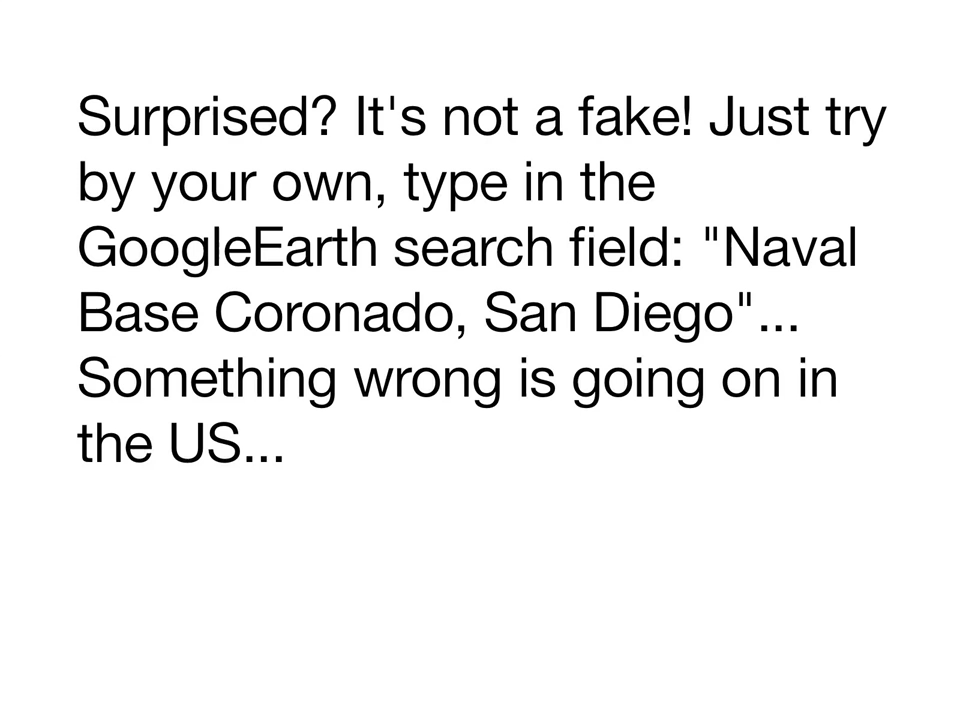 Surprised? It's not a fake! Just try
by your own, type in the
GoogleEarth search field: "Naval
Base Coronado, San Diego"...
Something wrong is going on in
the US...